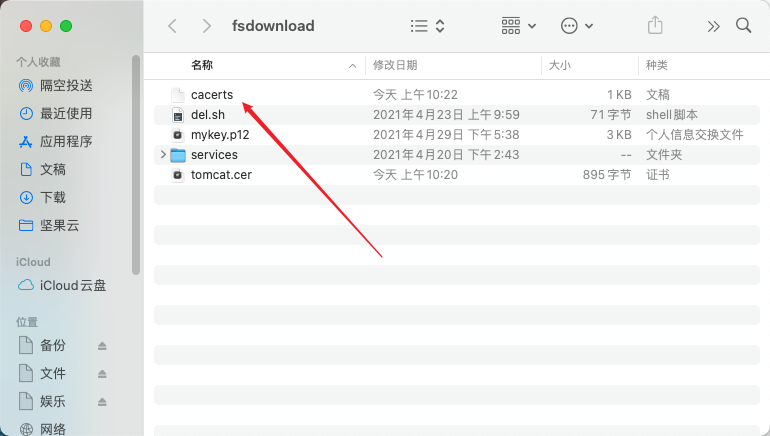 fsdownload
个人收藏
隔空投送
最近使用
应用程序
文稿
下载
坚果云
iCloud
iCloud云盘
位置
备份
文件
娱乐
网络
名称 修改日期 大小 种类
cacerts 今天 上午10:22 1 KB 文稿
del.sh 2021年4月23日 上午9:59 71 字节 shell脚本
mykey.p12 2021年4月29日 下午5:38 3 KB 个人信息交换文件
services 2021年4月20日 下午2:43 -- 文件夹
tomcat.cer 今天 上午10:20 895 字节 证书